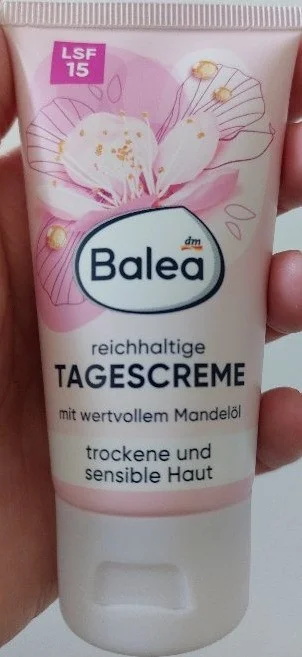 LSF
15
dm
Balea
reichhaltige
TAGESCREME
mit wertvollem Mandelöl
trockene und
sensible Haut